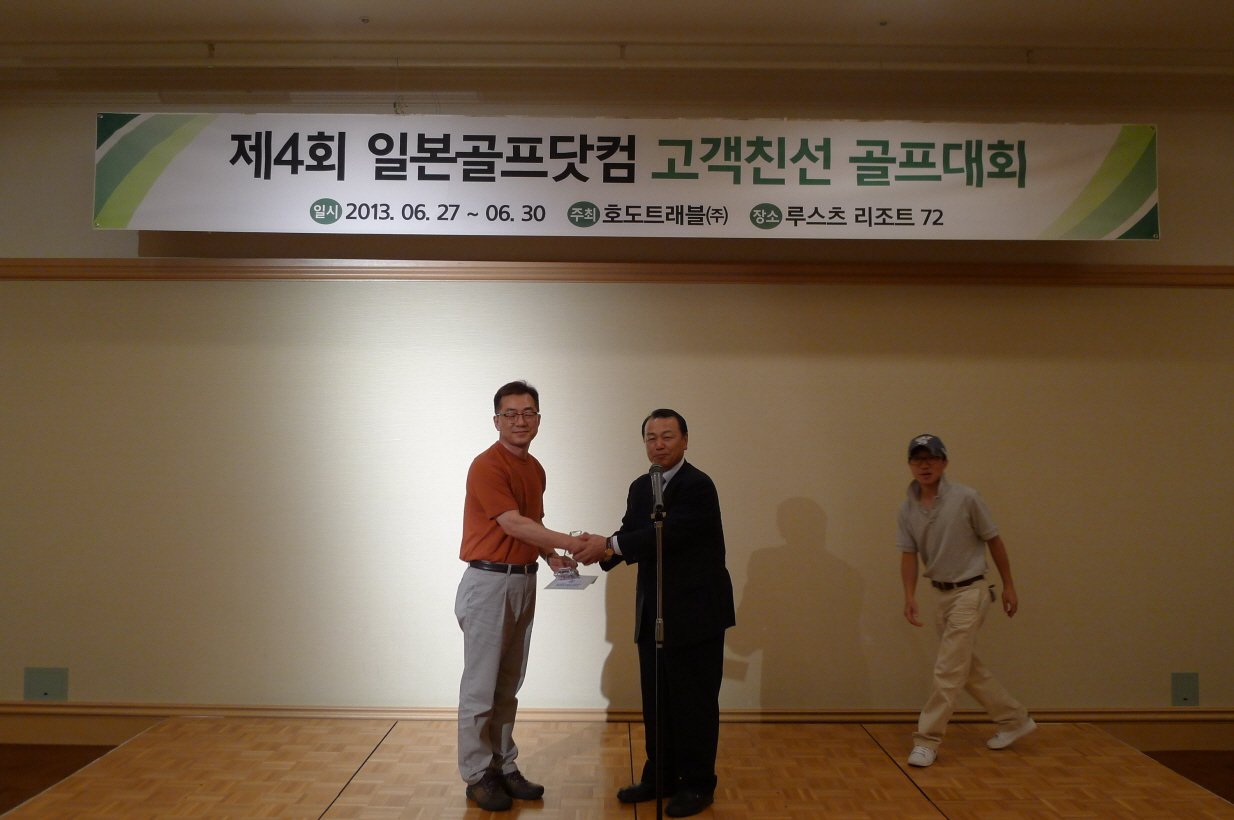 제4회 일본골프닷컴 고객친선 골프대회
일시 2013. 06. 27 ~ 06. 30 주최 호도트래블(주) 장소 루스츠 리조트 72